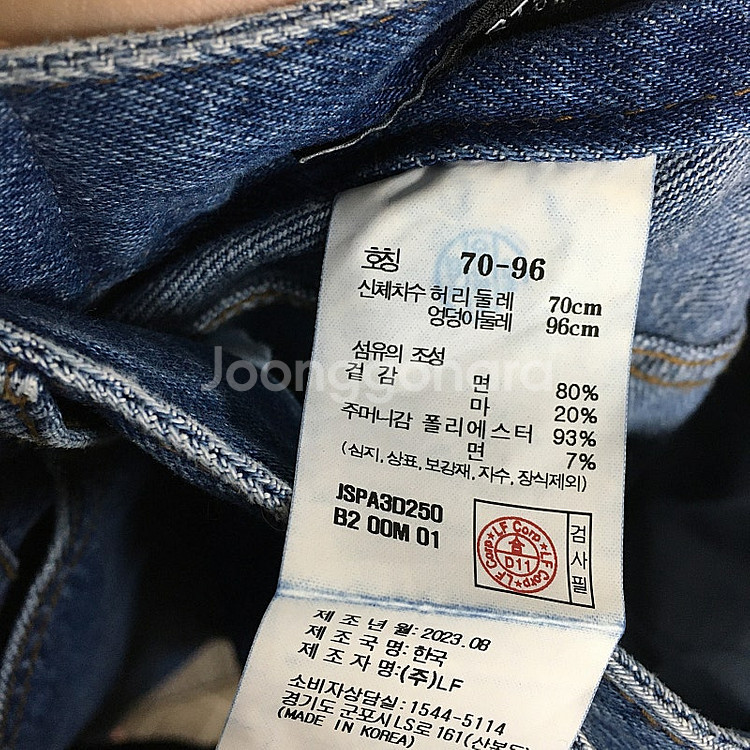 호칭 70-96
신체치수 허리둘레 70cm
엉덩이둘레 96cm
섬유의 조성
겉감 면 80%
마 20%
주머니감 폴리에스터 93%
면 7%
(심지, 상표, 보강재, 자수, 장식제외)
JSPA3D250
B2 00M 01
LF Corp LF Corp LF Corp
합
D11
검사필
제조년월: 2023.08
제조국명: 한국
제조자명: (주)LF
소비자상담실: 1544-5114
경기도 군포시 LS로 161(산본동)
(MADE IN KOREA)
Joonggonara